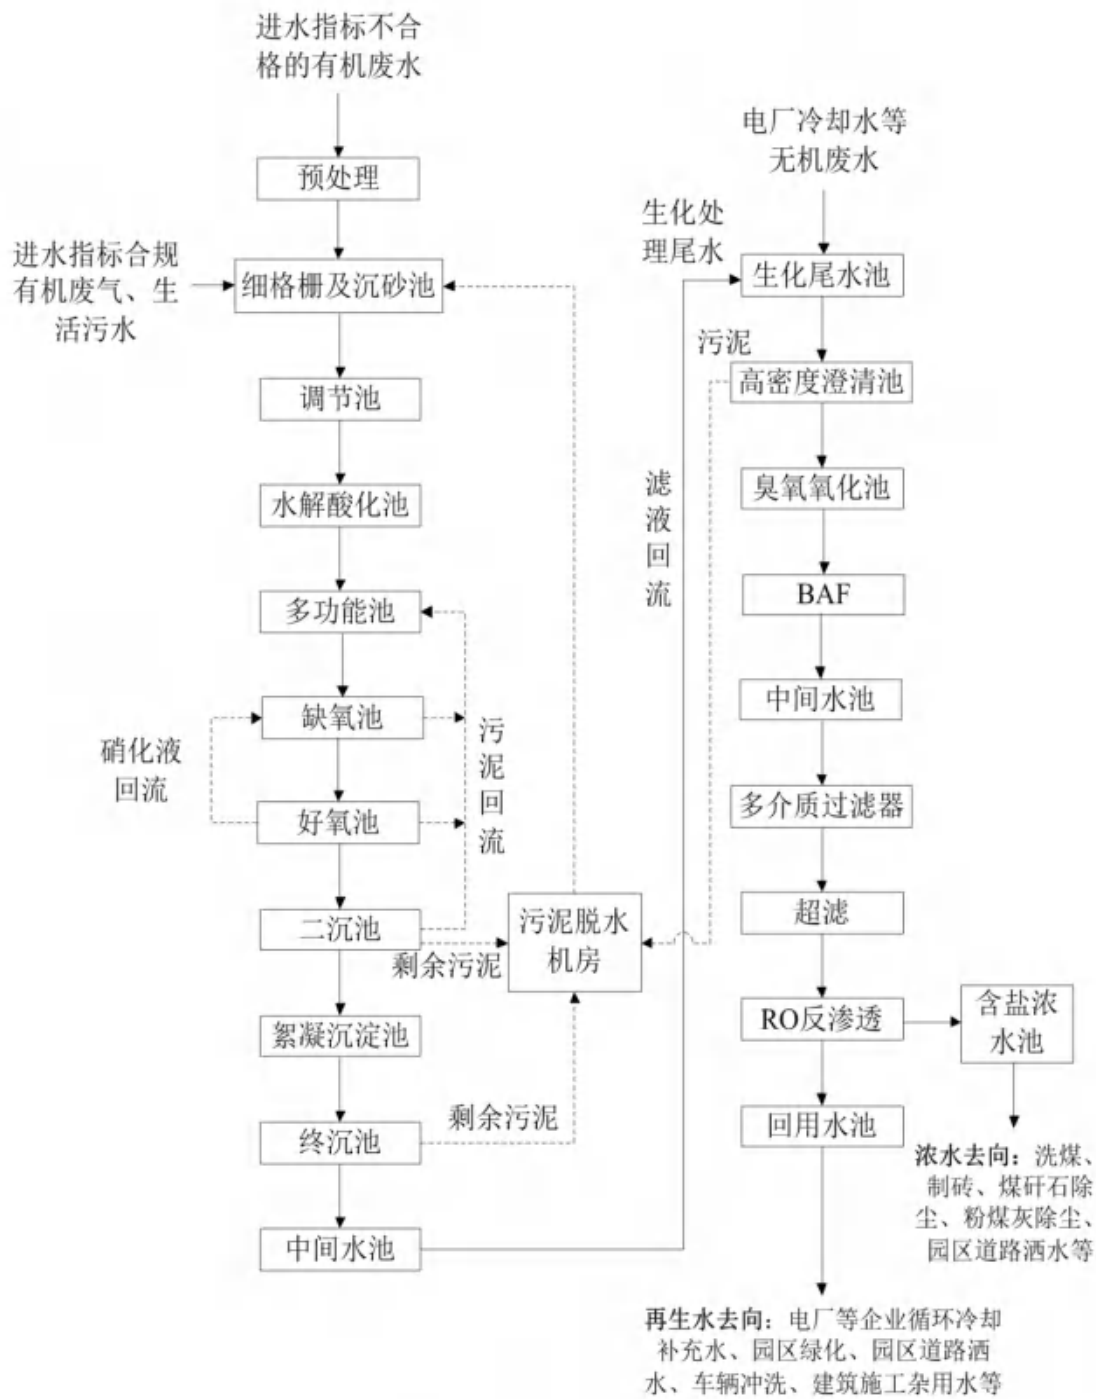 进水指标不合
格的有机废水
预处理
进水指标合规
有机废气、生
活污水
细格栅及沉砂池
调节池
水解酸化池
多功能池
缺氧池
硝化液
回流
污
泥
回
流
好氧池
二沉池
剩余污泥
污泥脱水
机房
絮凝沉淀池
终沉池
剩余污泥
中间水池
滤
液
回
流
电厂冷却水等
无机废水
生化处
理尾水
生化尾水池
污泥
高密度澄清池
臭氧氧化池
BAF
中间水池
多介质过滤器
超滤
RO反渗透
含盐浓
水池
回用水池
浓水去向：洗煤、
制砖、煤矸石除
尘、粉煤灰除尘、
园区道路洒水等
再生水去向：电厂等企业循环冷却
补充水、园区绿化、园区道路洒
水、车辆冲洗、建筑施工杂用水等